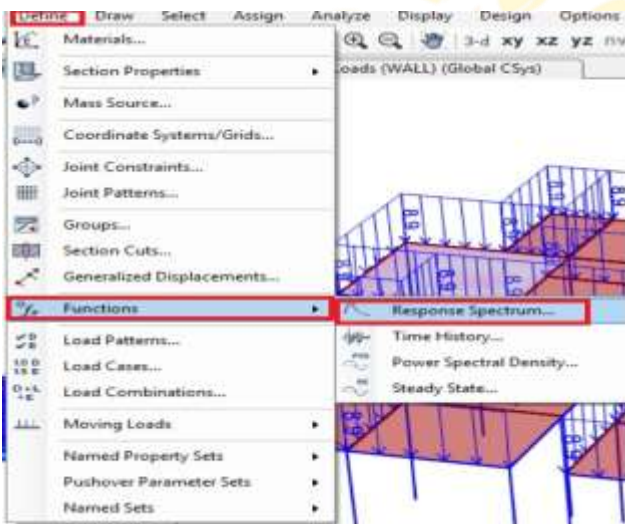 Define Draw Select Assign Analyze Display Design Options
Materials...
3-d xy xz yz nv
Section Properties
Loads (WALL) (Global CSys)
Mass Source...
Coordinate Systems/Grids...
Joint Constraints...
Joint Patterns...
Groups...
Section Cuts...
Generalized Displacements...
Functions
Response Spectrum...
Load Patterns...
Time History...
Load Cases...
Power Spectral Density...
Load Combinations...
Steady State...
Moving Loads
Named Property Sets
Pushover Parameter Sets
Named Sets